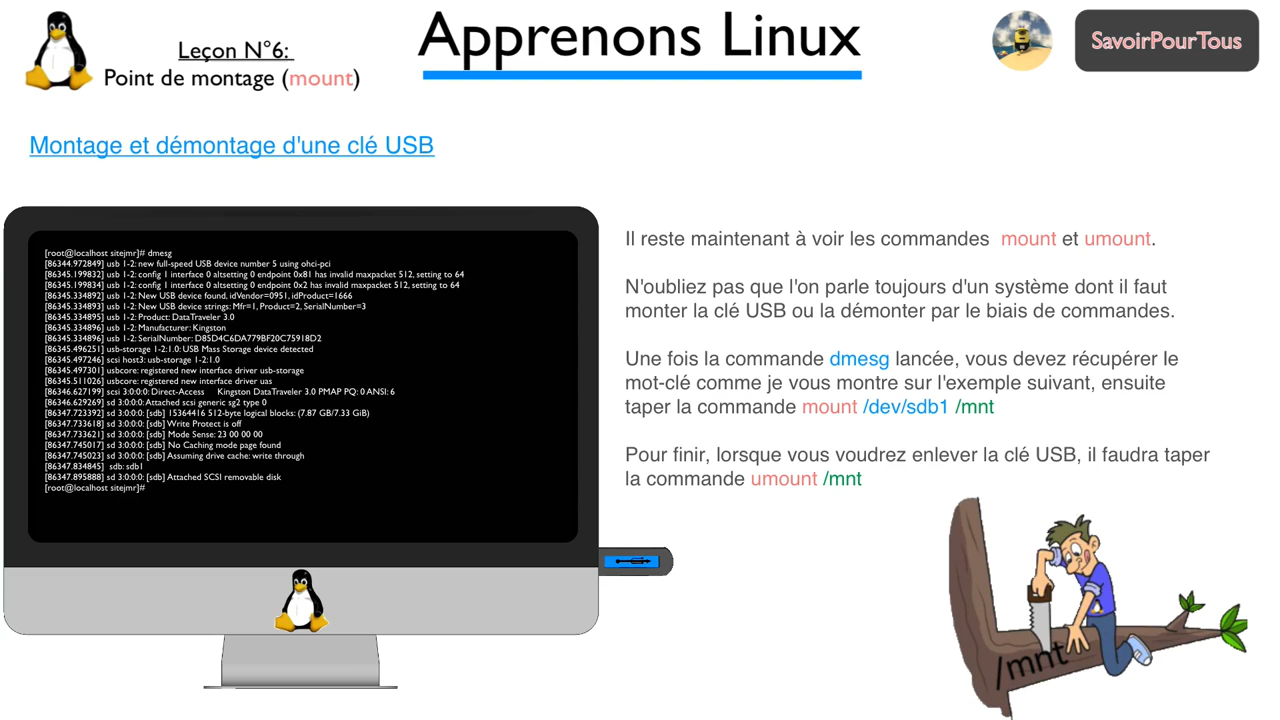 Apprenons Linux
Leçon N°6:
Point de montage (mount)
SavoirPourTous
Montage et démontage d'une clé USB
[root@localhost sitejmr]# dmesg
[86344.972849] usb 1-2: new full-speed USB device number 5 using ohci-pci
[86345.199832] usb 1-2: config 1 interface 0 altsetting 0 endpoint 0x81 has invalid maxpacket 512, setting to 64
[86345.199834] usb 1-2: config 1 interface 0 altsetting 0 endpoint 0x2 has invalid maxpacket 512, setting to 64
[86345.334892] usb 1-2: New USB device found, idVendor=0951, idProduct=1666
[86345.334893] usb 1-2: New USB device strings: Mfr=1, Product=2, SerialNumber=3
[86345.334895] usb 1-2: Product: DataTraveler 3.0
[86345.334896] usb 1-2: Manufacturer: Kingston
[86345.334896] usb 1-2: SerialNumber: D85D4C6DA779BF20C75918D2
[86345.496251] usb-storage 1-2:1.0: USB Mass Storage device detected
[86345.497246] scsi host3: usb-storage 1-2:1.0
[86345.497301] usbcore: registered new interface driver usb-storage
[86345.511026] usbcore: registered new interface driver uas
[86346.627199] scsi 3:0:0:0: Direct-Access Kingston DataTraveler 3.0 PMAP PQ: 0 ANSI: 6
[86346.629269] sd 3:0:0:0: Attached scsi generic sg2 type 0
[86347.723392] sd 3:0:0:0: [sdb] 15364416 512-byte logical blocks: (7.87 GB/7.33 GiB)
[86347.733618] sd 3:0:0:0: [sdb] Write Protect is off
[86347.733621] sd 3:0:0:0: [sdb] Mode Sense: 23 00 00 00
[86347.745017] sd 3:0:0:0: [sdb] No Caching mode page found
[86347.745023] sd 3:0:0:0: [sdb] Assuming drive cache: write through
[86347.834845] sdb: sdb1
[86347.895888] sd 3:0:0:0: [sdb] Attached SCSI removable disk
[root@localhost sitejmr]#
Il reste maintenant à voir les commandes mount et umount.
N'oubliez pas que l'on parle toujours d'un système dont il faut
monter la clé USB ou la démonter par le biais de commandes.
Une fois la commande dmesg lancée, vous devez récupérer le
mot-clé comme je vous montre sur l'exemple suivant, ensuite
taper la commande mount /dev/sdb1 /mnt
Pour finir, lorsque vous voudrez enlever la clé USB, il faudra taper
la commande umount /mnt
/mnt